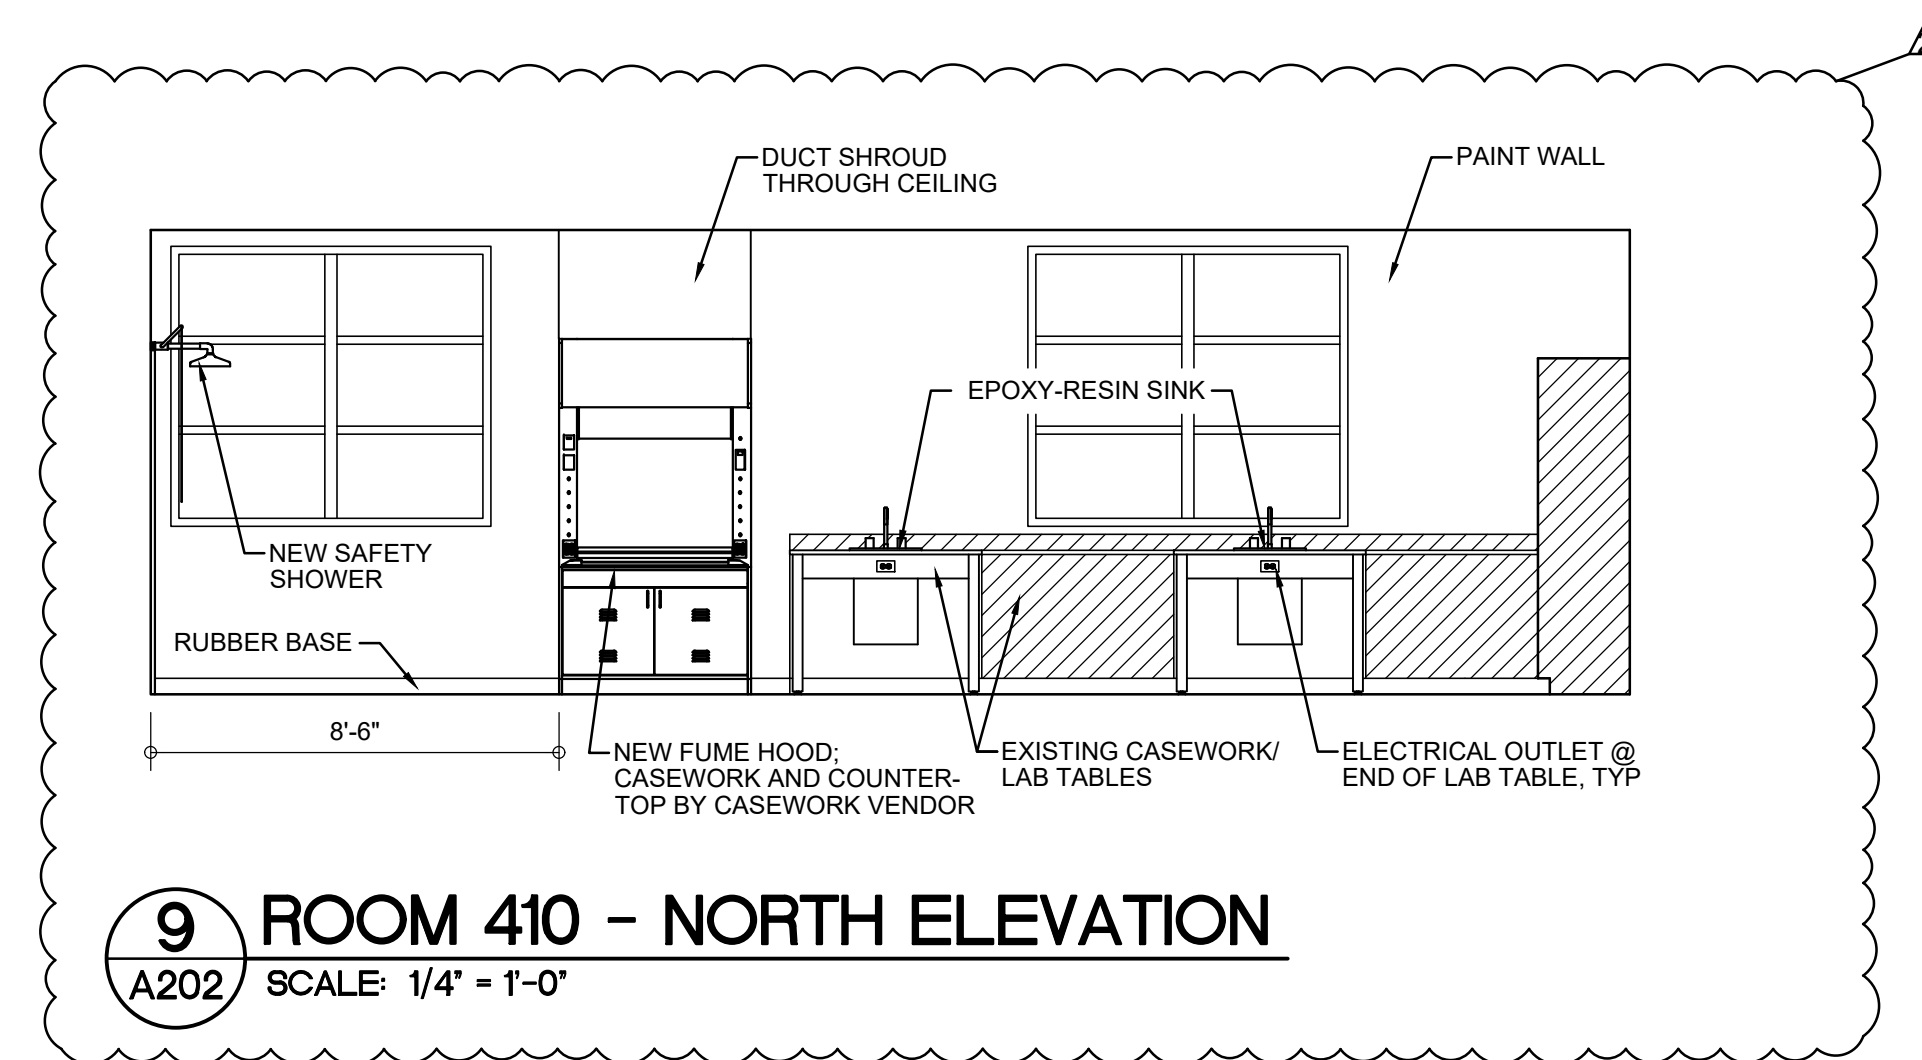 DUCT SHROUD
THROUGH CEILING
PAINT WALL
EPOXY-RESIN SINK
NEW SAFETY
SHOWER
RUBBER BASE
8'-6"
NEW FUME HOOD;
CASEWORK AND COUNTER-
TOP BY CASEWORK VENDOR
EXISTING CASEWORK/
LAB TABLES
ELECTRICAL OUTLET @
END OF LAB TABLE, TYP
9
A202
ROOM 410 - NORTH ELEVATION
SCALE: 1/4" = 1'-0"